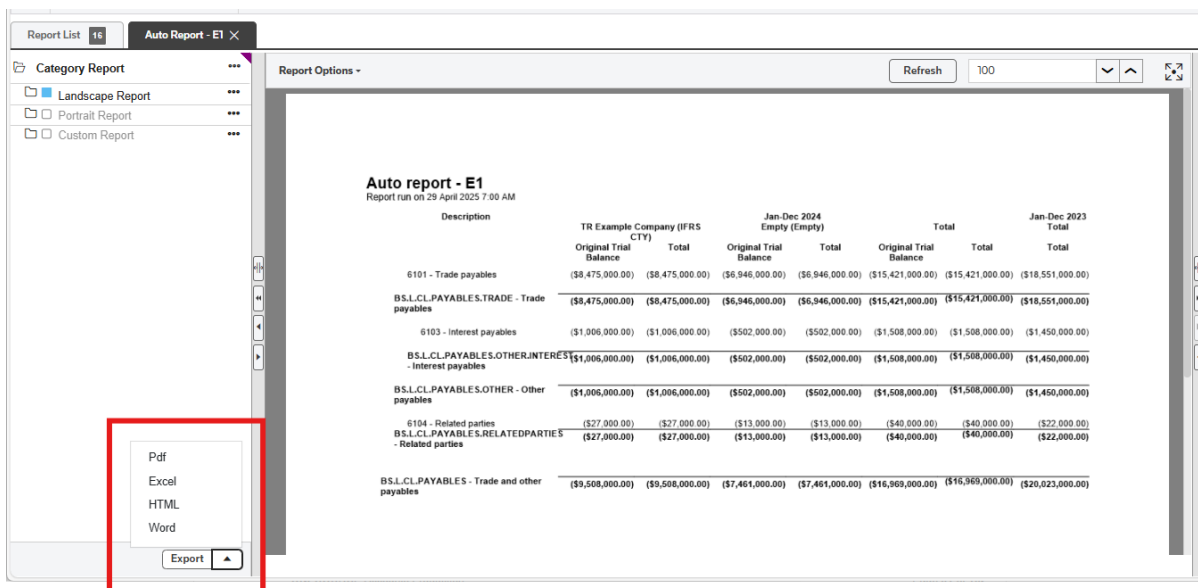 Report List 16 Auto Report - E1
Category Report
Landscape Report
Portrait Report
Custom Report
Pdf
Excel
HTML
Word
Export
Report Options
Refresh 100
Auto report - E1
Report run on 29 April 2025 7:00 AM
Description Jan-Dec 2024 Jan-Dec 2023
TR Example Company (IFRS CTY) Empty (Empty) Total Total
Original Trial Balance Total Original Trial Balance Total Original Trial Balance Total Total
6101 - Trade payables ($8,475,000.00) ($8,475,000.00) ($6,946,000.00) ($6,946,000.00) ($15,421,000.00) ($15,421,000.00) ($18,551,000.00)
BS.L.CL.PAYABLES.TRADE - Trade payables ($8,475,000.00) ($8,475,000.00) ($6,946,000.00) ($6,946,000.00) ($15,421,000.00) ($15,421,000.00) ($18,551,000.00)
6103 - Interest payables ($1,006,000.00) ($1,006,000.00) ($502,000.00) ($502,000.00) ($1,508,000.00) ($1,508,000.00) ($1,450,000.00)
BS.L.CL.PAYABLES.OTHER.INTEREST - Interest payables ($1,006,000.00) ($1,006,000.00) ($502,000.00) ($502,000.00) ($1,508,000.00) ($1,508,000.00) ($1,450,000.00)
BS.L.CL.PAYABLES.OTHER - Other payables ($1,006,000.00) ($1,006,000.00) ($502,000.00) ($502,000.00) ($1,508,000.00) ($1,508,000.00) ($1,450,000.00)
6104 - Related parties ($27,000.00) ($27,000.00) ($13,000.00) ($13,000.00) ($40,000.00) ($40,000.00) ($22,000.00)
BS.L.CL.PAYABLES.RELATEDPARTIES - Related parties ($27,000.00) ($27,000.00) ($13,000.00) ($13,000.00) ($40,000.00) ($40,000.00) ($22,000.00)
BS.L.CL.PAYABLES - Trade and other payables ($9,508,000.00) ($9,508,000.00) ($7,461,000.00) ($7,461,000.00) ($16,969,000.00) ($16,969,000.00) ($20,023,000.00)